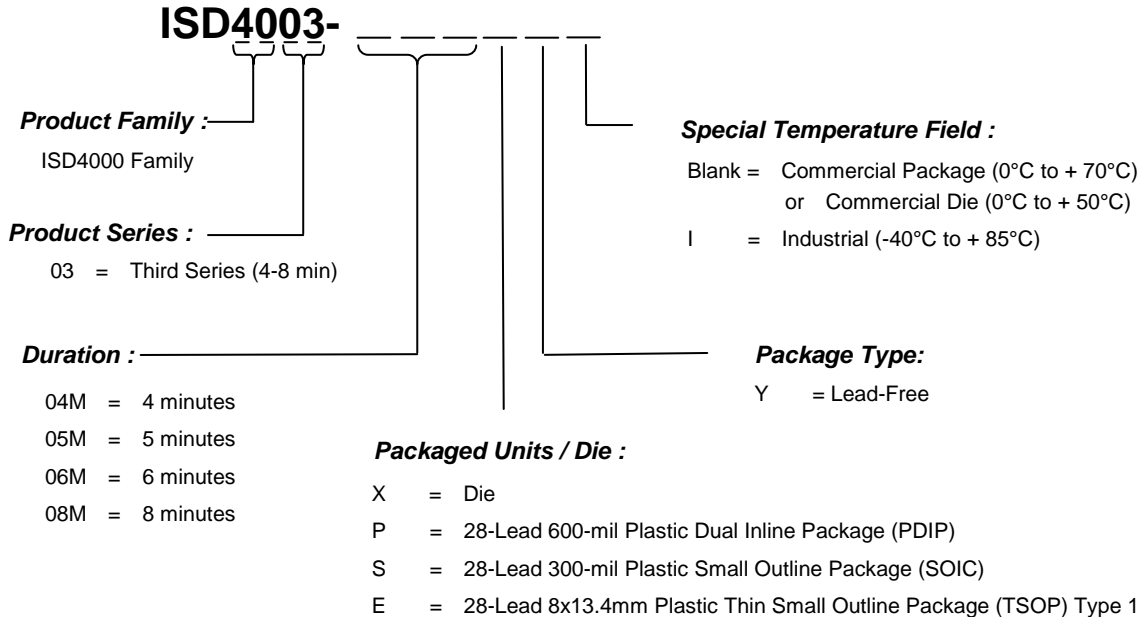 ISD4003- _ _ _ _ _ _
Product Family :
ISD4000 Family
Product Series :
03 = Third Series (4-8 min)
Duration :
04M = 4 minutes
05M = 5 minutes
06M = 6 minutes
08M = 8 minutes
Special Temperature Field :
Blank = Commercial Package (0°C to + 70°C)
or Commercial Die (0°C to + 50°C)
I = Industrial (-40°C to + 85°C)
Package Type:
Y = Lead-Free
Packaged Units / Die :
X = Die
P = 28-Lead 600-mil Plastic Dual Inline Package (PDIP)
S = 28-Lead 300-mil Plastic Small Outline Package (SOIC)
E = 28-Lead 8x13.4mm Plastic Thin Small Outline Package (TSOP) Type 1